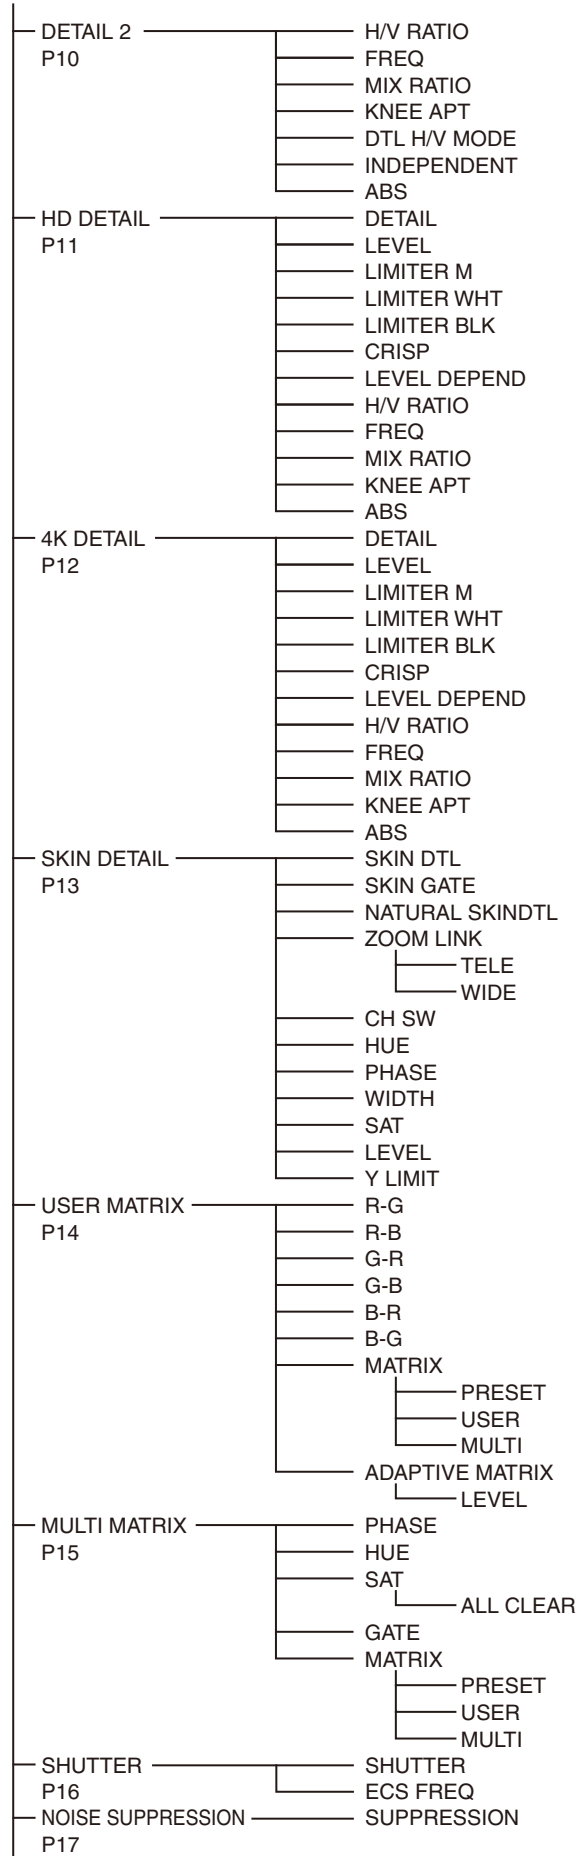 DETAIL 2 H/V RATIO
P10 FREQ
MIX RATIO
KNEE APT
DTL H/V MODE
INDEPENDENT
ABS
HD DETAIL DETAIL
P11 LEVEL
LIMITER M
LIMITER WHT
LIMITER BLK
CRISP
LEVEL DEPEND
H/V RATIO
FREQ
MIX RATIO
KNEE APT
ABS
4K DETAIL DETAIL
P12 LEVEL
LIMITER M
LIMITER WHT
LIMITER BLK
CRISP
LEVEL DEPEND
H/V RATIO
FREQ
MIX RATIO
KNEE APT
ABS
SKIN DETAIL SKIN DTL
P13 SKIN GATE
NATURAL SKINDTL
ZOOM LINK
TELE
WIDE
CH SW
HUE
PHASE
WIDTH
SAT
LEVEL
Y LIMIT
USER MATRIX R-G
P14 R-B
G-R
G-B
B-R
B-G
MATRIX
PRESET
USER
MULTI
ADAPTIVE MATRIX
LEVEL
MULTI MATRIX PHASE
P15 HUE
SAT
ALL CLEAR
GATE
MATRIX
PRESET
USER
MULTI
SHUTTER SHUTTER
P16 ECS FREQ
NOISE SUPPRESSION SUPPRESSION
P17